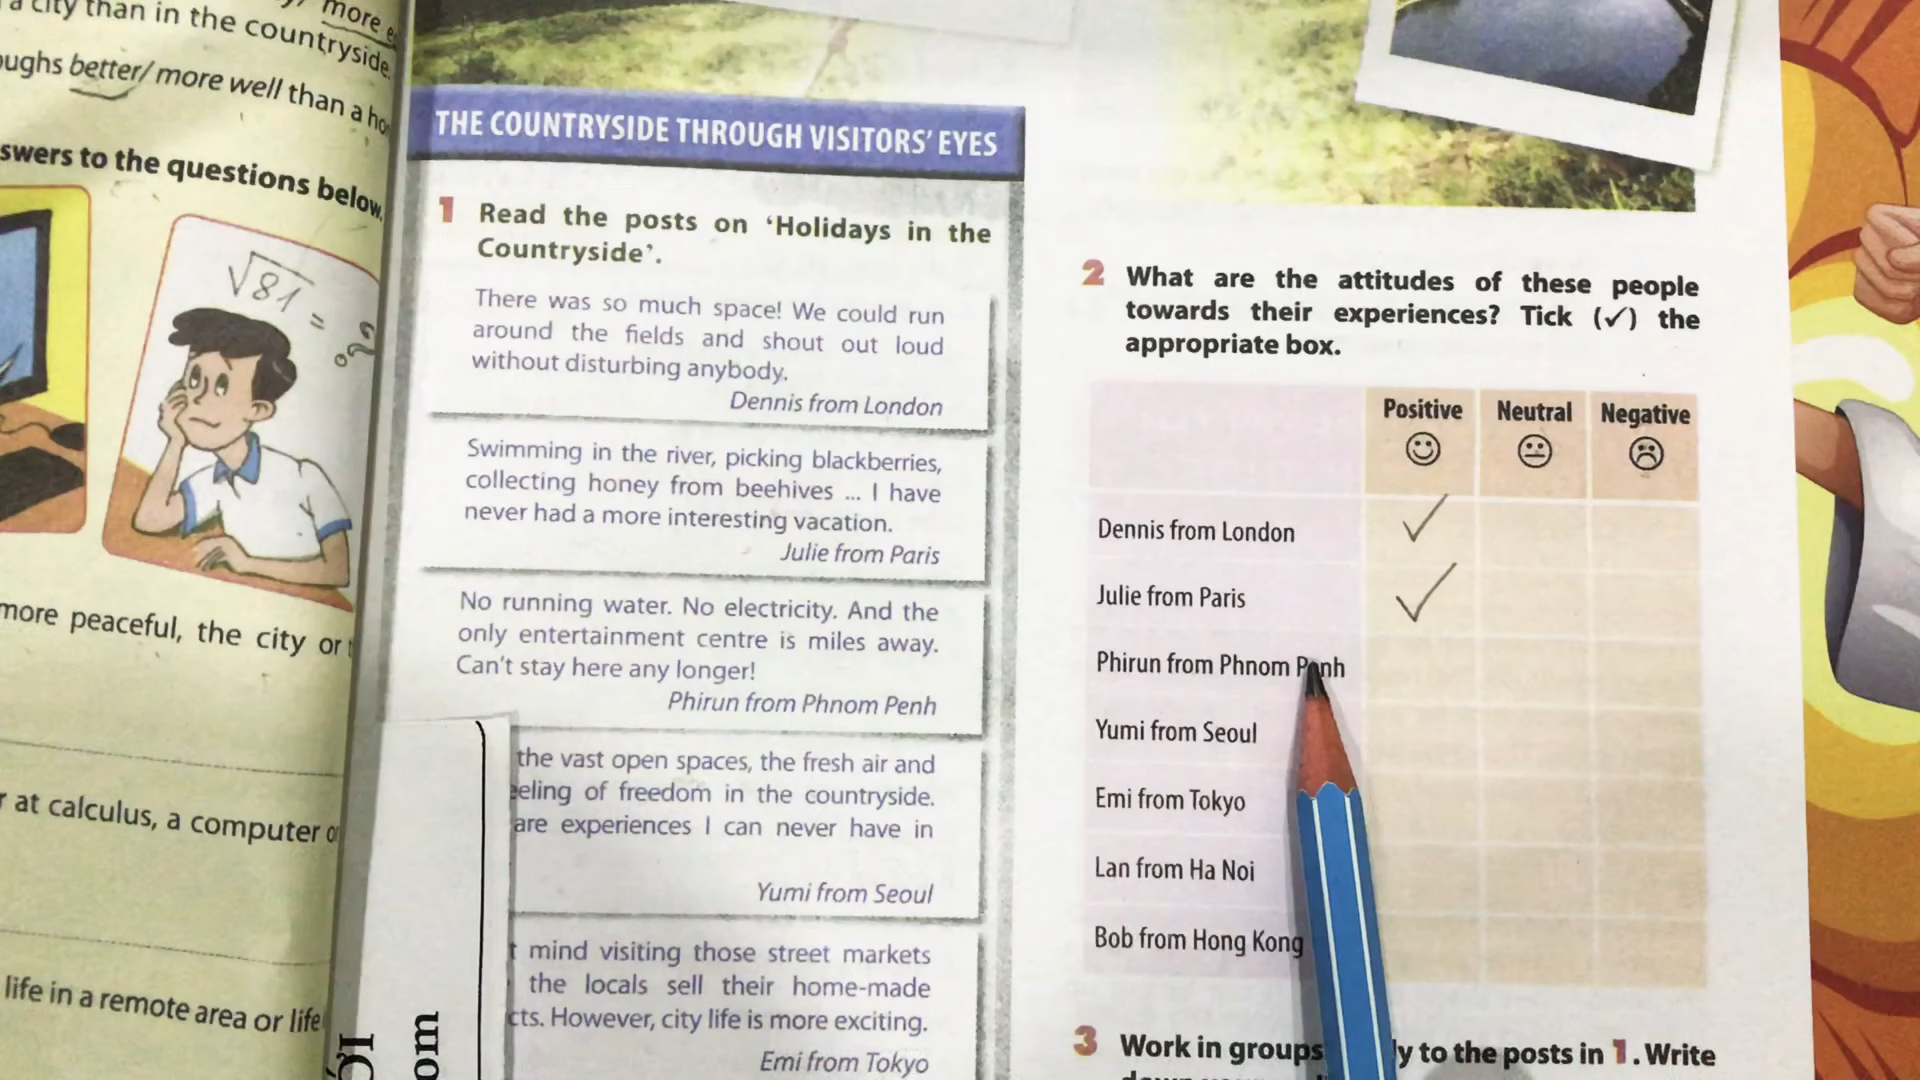 a city than in the countryside.
more
better/ more well than a
swers to the questions below.
√81 = ?
more peaceful, the city or
at calculus, a computer
life in a remote area or life
THE COUNTRYSIDE THROUGH VISITORS' EYES
1 Read the posts on 'Holidays in the
Countryside'.
There was so much space! We could run
around the fields and shout out loud
without disturbing anybody.
Dennis from London
Swimming in the river, picking blackberries,
collecting honey from beehives ... I have
never had a more interesting vacation.
Julie from Paris
No running water. No electricity. And the
only entertainment centre is miles away.
Can't stay here any longer!
Phirun from Phnom Penh
the vast open spaces, the fresh air and
eeling of freedom in the countryside.
are experiences I can never have in
Yumi from Seoul
t mind visiting those street markets
the locals sell their home-made
cts. However, city life is more exciting.
Emi from Tokyo
om
2 What are the attitudes of these people
towards their experiences? Tick (✓) the
appropriate box.
Positive Neutral Negative
Dennis from London ✓
Julie from Paris ✓
Phirun from Phnom Penh
Yumi from Seoul
Emi from Tokyo
Lan from Ha Noi
Bob from Hong Kong
3 Work in groups. y to the posts in 1. Write